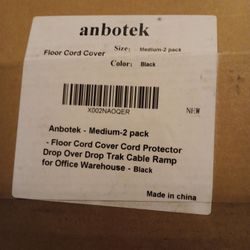 anbotek
Floor Cord Cover
Size: Medium-2 pack
Color: Black
X002NAOQER
NEW
Anbotek - Medium-2 pack
- Floor Cord Cover Cord Protector
Drop Over Drop Trak Cable Ramp
for Office Warehouse - Black
Made in china